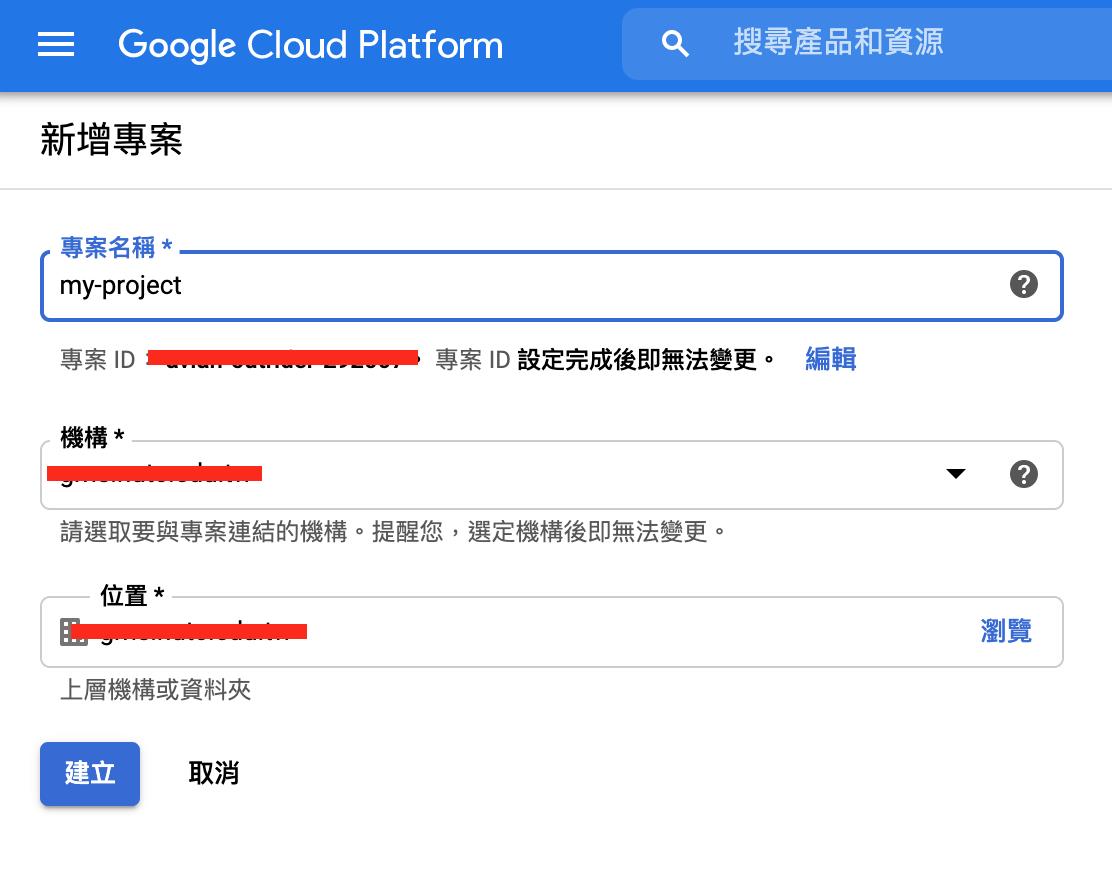 Google Cloud Platform
搜尋產品和資源
新增專案
專案名稱 *
my-project
專案 ID 專案 ID 設定完成後即無法變更。 編輯
機構 *
請選取要與專案連結的機構。提醒您，選定機構後即無法變更。
位置 *
瀏覽
上層機構或資料夾
建立 取消